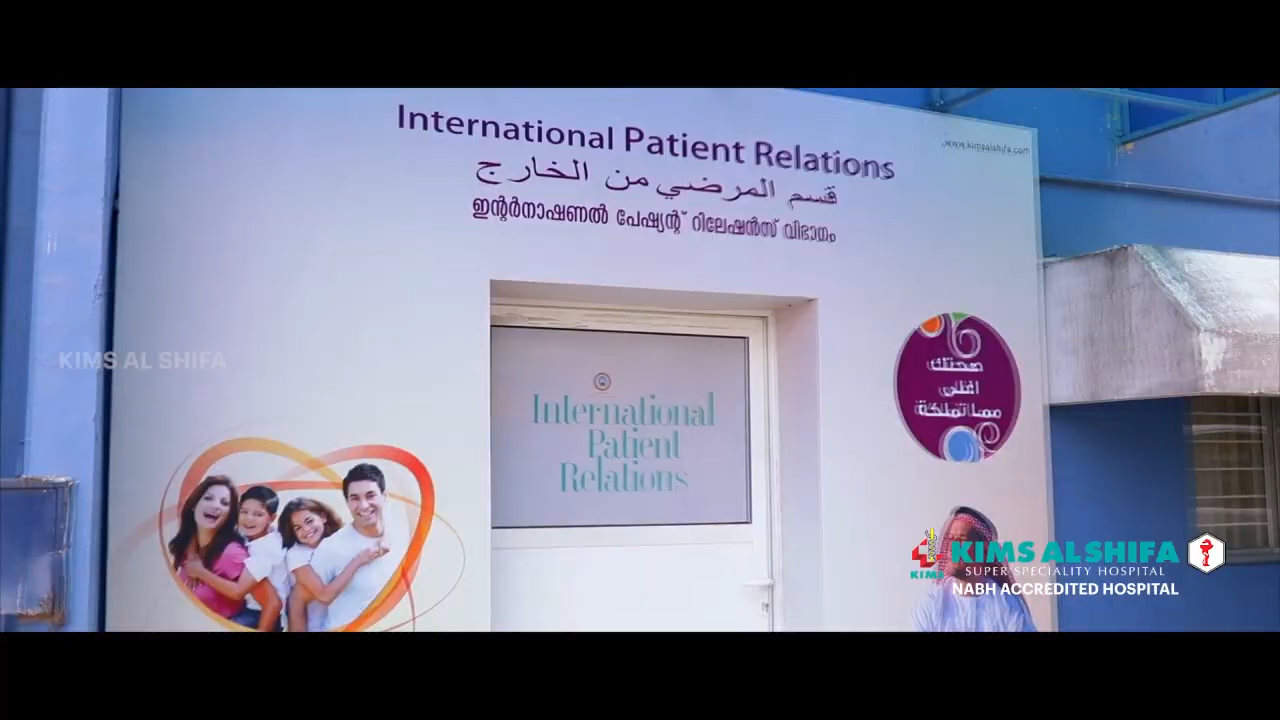 International Patient Relations
www.kimsalshifa.com
قسم المرضي من الخارج
ഇന്റർനാഷണൽ പേഷ്യന്റ് റിലേഷൻസ് വിഭാഗം
KIMS AL SHIFA
International
Patient
Relations
صحتك
اغلى
مما تملكة
KIMS
KIMS AL SHIFA
SUPER SPECIALITY HOSPITAL
NABH ACCREDITED HOSPITAL